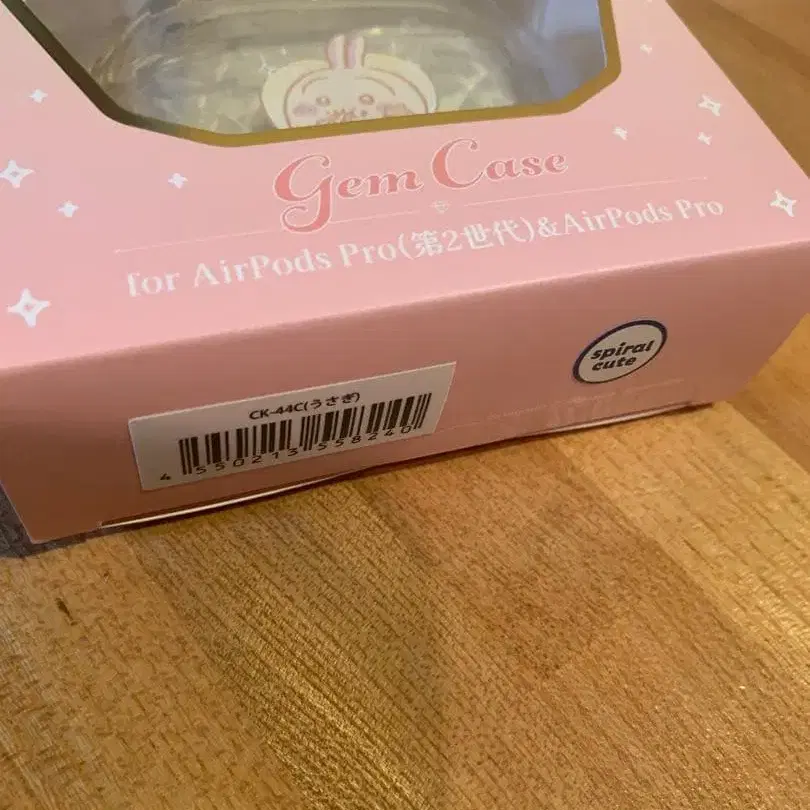 Gem Case
for AirPods Pro(第2世代)&AirPods Pro
spiral
cute
CK-44C(うさぎ)
4 550213 558240